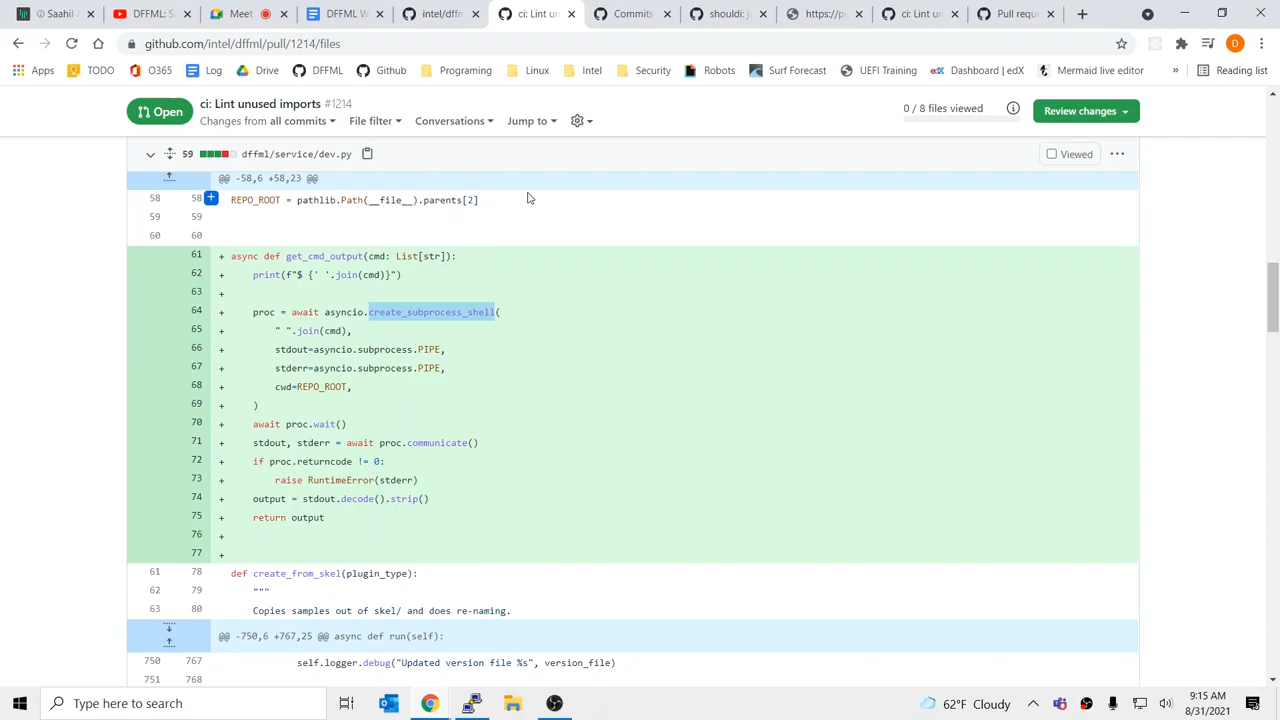 Saahil A
DFFML: S
Meet
DFFML W
intel/dm
ci: Lint un
Commits
shouldi: j
https://pi
ci: Lint un
Pull reque
github.com/intel/dffml/pull/1214/files
Apps
TODO
O365
Log
Drive
DFFML
Github
Programing
Linux
Intel
Security
Robots
Surf Forecast
UEFI Training
Dashboard | edX
Mermaid live editor
»
Reading list
Open
ci: Lint unused imports #1214
Changes from all commits
File filter
Conversations
Jump to
0 / 8 files viewed
Review changes
59 dffml/service/dev.py
Viewed
@@ -58,6 +58,23 @@
58 58 REPO_ROOT = pathlib.Path(__file__).parents[2]
59 59
60 60
61 + async def get_cmd_output(cmd: List[str]):
62 + print(f"$ {' '.join(cmd)}")
63 +
64 + proc = await asyncio.create_subprocess_shell(
65 + " ".join(cmd),
66 + stdout=asyncio.subprocess.PIPE,
67 + stderr=asyncio.subprocess.PIPE,
68 + cwd=REPO_ROOT,
69 + )
70 + await proc.wait()
71 + stdout, stderr = await proc.communicate()
72 + if proc.returncode != 0:
73 + raise RuntimeError(stderr)
74 + output = stdout.decode().strip()
75 + return output
76 +
77 +
61 78 def create_from_skel(plugin_type):
62 79 """
63 80 Copies samples out of skel/ and does re-naming.
@@ -750,6 +767,25 @@ async def run(self):
750 767 self.logger.debug("Updated version file %s", version_file)
751 768
Type here to search
62°F Cloudy
9:15 AM
8/31/2021